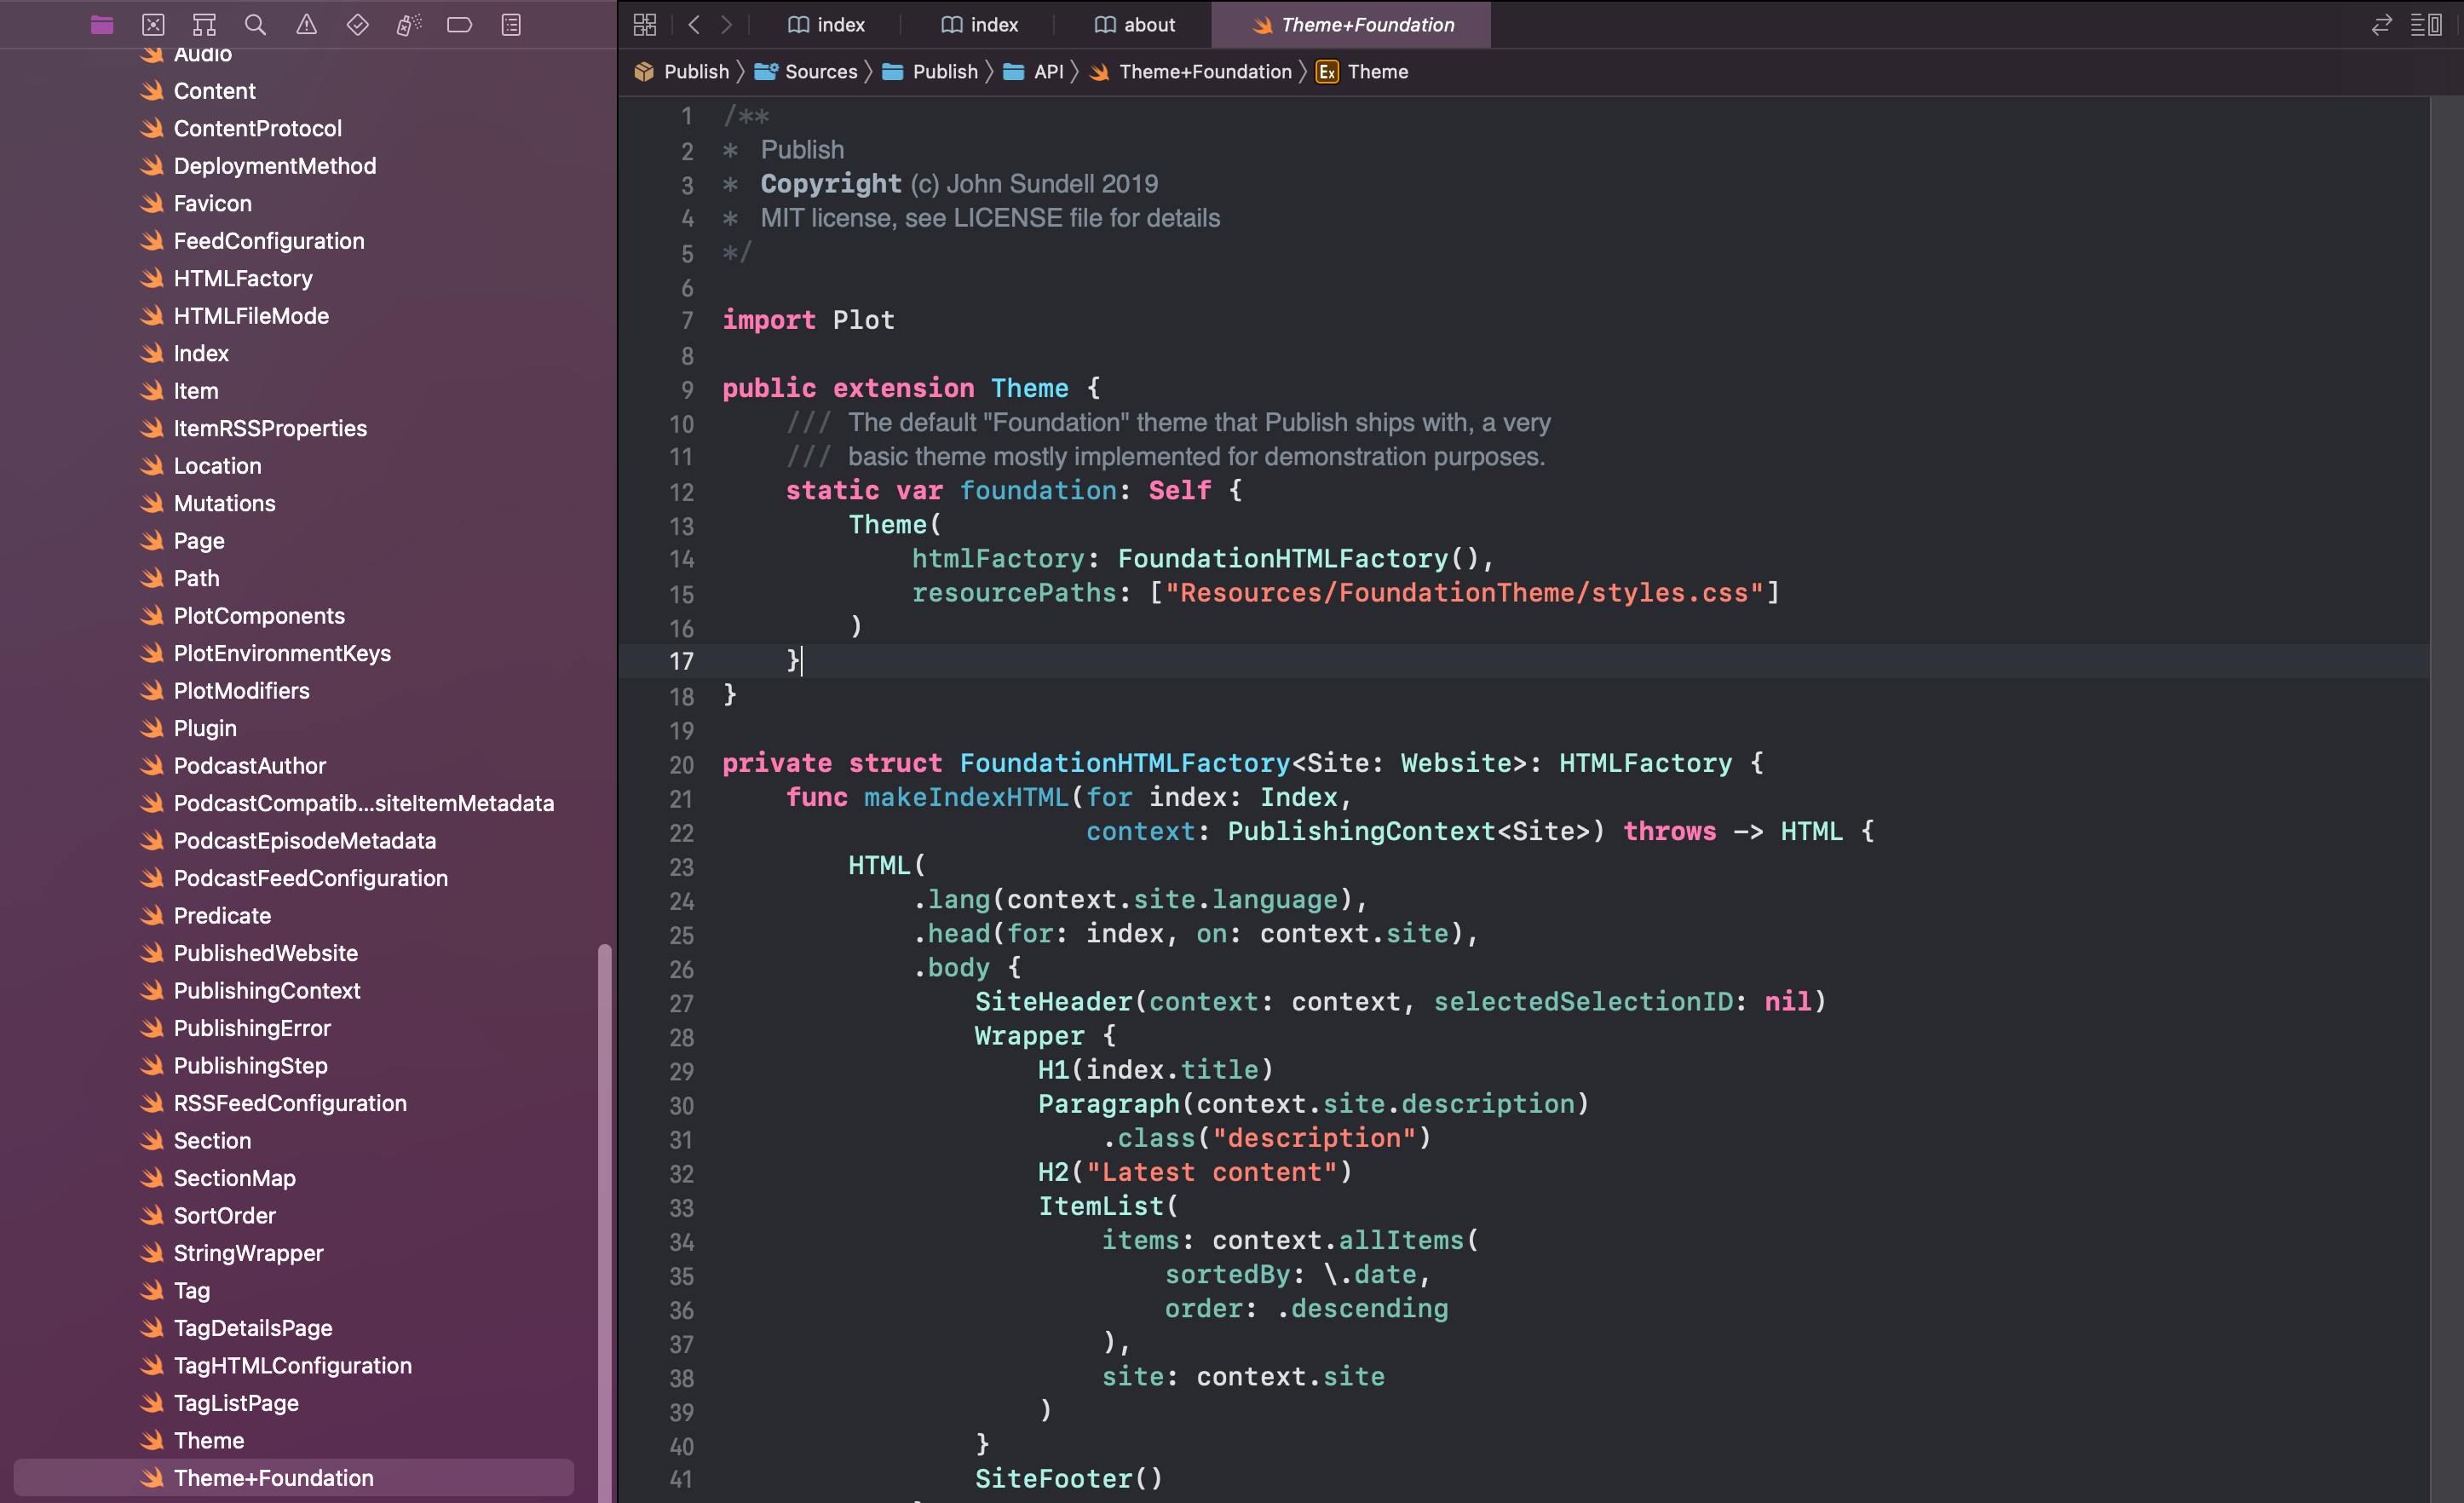 index
index
about
Theme+Foundation
Publish
Sources
Publish
API
Theme+Foundation
Ex
Theme
Audio
Content
ContentProtocol
DeploymentMethod
Favicon
FeedConfiguration
HTMLFactory
HTMLFileMode
Index
Item
ItemRSSProperties
Location
Mutations
Page
Path
PlotComponents
PlotEnvironmentKeys
PlotModifiers
Plugin
PodcastAuthor
PodcastCompatib...siteItemMetadata
PodcastEpisodeMetadata
PodcastFeedConfiguration
Predicate
PublishedWebsite
PublishingContext
PublishingError
PublishingStep
RSSFeedConfiguration
Section
SectionMap
SortOrder
StringWrapper
Tag
TagDetailsPage
TagHTMLConfiguration
TagListPage
Theme
Theme+Foundation
1 /**
2 * Publish
3 * Copyright (c) John Sundell 2019
4 * MIT license, see LICENSE file for details
5 */
6
7 import Plot
8
9 public extension Theme {
10 /// The default "Foundation" theme that Publish ships with, a very
11 /// basic theme mostly implemented for demonstration purposes.
12 static var foundation: Self {
13 Theme(
14 htmlFactory: FoundationHTMLFactory(),
15 resourcePaths: ["Resources/FoundationTheme/styles.css"]
16 )
17 }
18 }
19
20 private struct FoundationHTMLFactory<Site: Website>: HTMLFactory {
21 func makeIndexHTML(for index: Index,
22 context: PublishingContext<Site>) throws -> HTML {
23 HTML(
24 .lang(context.site.language),
25 .head(for: index, on: context.site),
26 .body {
27 SiteHeader(context: context, selectedSelectionID: nil)
28 Wrapper {
29 H1(index.title)
30 Paragraph(context.site.description)
31 .class("description")
32 H2("Latest content")
33 ItemList(
34 items: context.allItems(
35 sortedBy: \.date,
36 order: .descending
37 ),
38 site: context.site
39 )
40 }
41 SiteFooter()